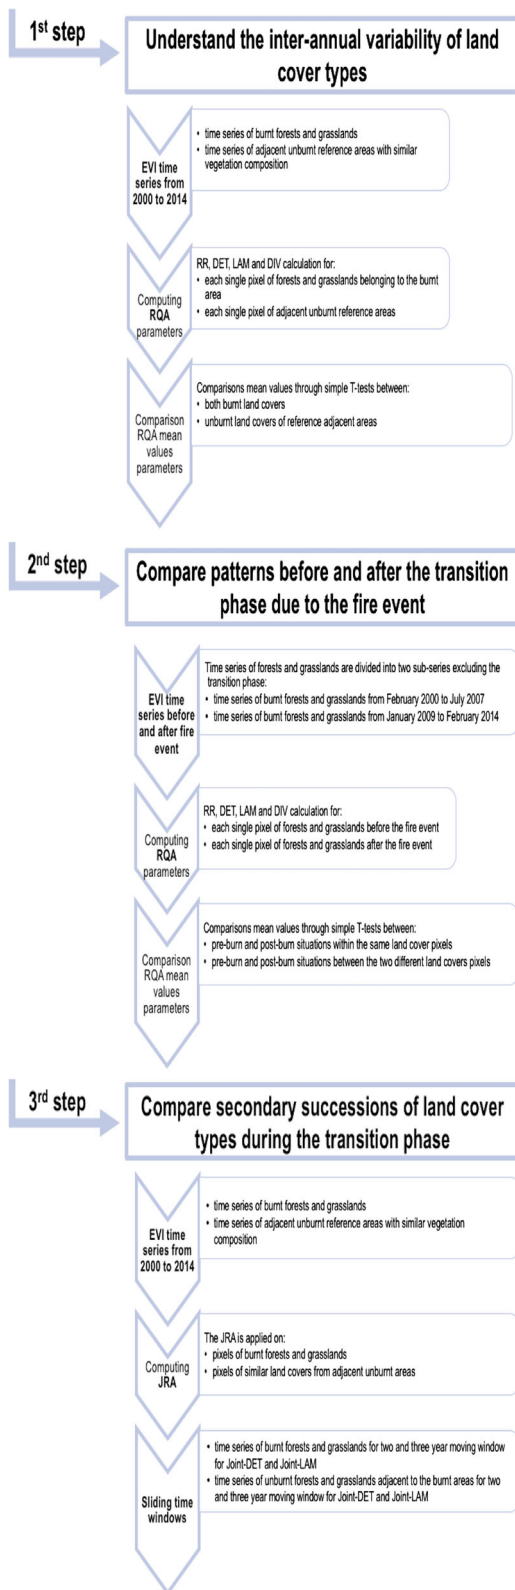 1st step
Understand the inter-annual variability of land
cover types
EVI time
series from
2000 to 2014
• time series of burnt forests and grasslands
• time series of adjacent unburnt reference areas with similar
vegetation composition
Computing
RQA
parameters
RR, DET, LAM and DIV calculation for:
• each single pixel of forests and grasslands belonging to the burnt
area
• each single pixel of adjacent unburnt reference areas
Comparison
RQA mean
values
parameters
Comparisons mean values through simple T-tests between:
• both burnt land covers
• unburnt land covers of reference adjacent areas
2nd step
Compare patterns before and after the transition
phase due to the fire event
EVI time
series before
and after fire
event
Time series of forests and grasslands are divided into two sub-series excluding the
transition phase:
• time series of burnt forests and grasslands from February 2000 to July 2007
• time series of burnt forests and grasslands from January 2009 to February 2014
Computing
RQA
parameters
RR, DET, LAM and DIV calculation for:
• each single pixel of forests and grasslands before the fire event
• each single pixel of forests and grasslands after the fire event
Comparison
RQA mean
values
parameters
Comparisons mean values through simple T-tests between:
• pre-burn and post-burn situations within the same land cover pixels
• pre-burn and post-burn situations between the two different land covers pixels
3rd step
Compare secondary successions of land cover
types during the transition phase
EVI time
series from
2000 to 2014
• time series of burnt forests and grasslands
• time series of adjacent unburnt reference areas with similar vegetation
composition
Computing
JRA
The JRA is applied on:
• pixels of burnt forests and grasslands
• pixels of similar land covers from adjacent unburnt areas
Sliding time
windows
• time series of burnt forests and grasslands for two and three year moving window
for Joint-DET and Joint-LAM
• time series of unburnt forests and grasslands adjacent to the burnt areas for two
and three year moving window for Joint-DET and Joint-LAM